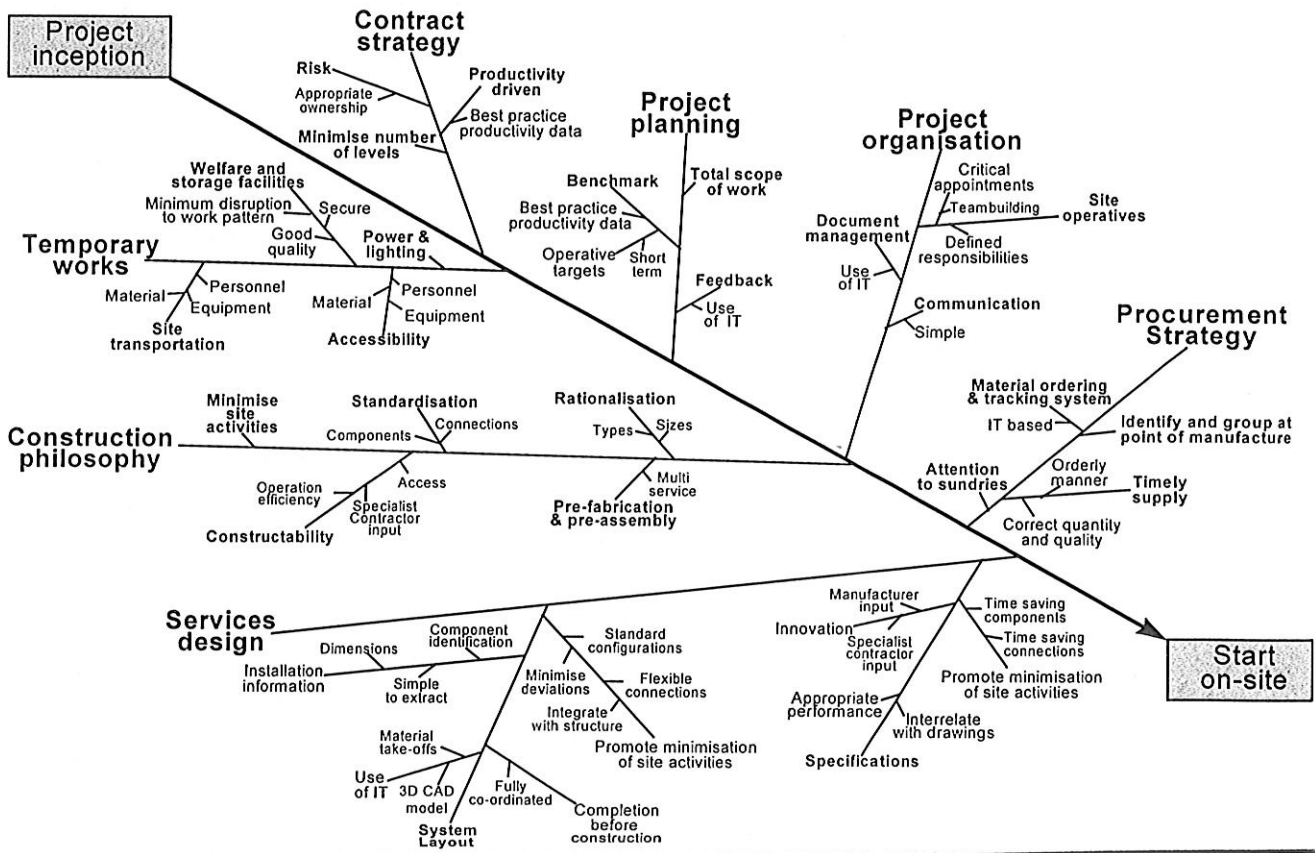 Project
inception
Contract
strategy
Risk
Appropriate
ownership
Minimise number
of levels
Productivity
driven
Best practice
productivity data
Project
planning
Benchmark
Best practice
productivity data
Operative
targets
Short
term
Total scope
of work
Feedback
Use
of IT
Project
organisation
Critical
appointments
Teambuilding
Site
operatives
Defined
responsibilities
Document
management
Use
of IT
Communication
Simple
Procurement
Strategy
Material ordering
& tracking system
IT based
Identify and group at
point of manufacture
Attention
to sundries
Orderly
manner
Timely
supply
Correct quantity
and quality
Welfare and
storage facilities
Minimum disruption
to work pattern
Secure
Good
quality
Power &
lighting
Temporary
works
Personnel
Material
Equipment
Site
transportation
Personnel
Material
Equipment
Accessibility
Construction
philosophy
Minimise
site
activities
Standardisation
Components
Connections
Rationalisation
Types
Sizes
Access
Operation
efficiency
Specialist
Contractor
input
Constructability
Multi
service
Pre-fabrication
& pre-assembly
Services
design
Dimensions
Component
identification
Installation
information
Simple
to extract
Standard
configurations
Minimise
deviations
Flexible
connections
Integrate
with structure
Promote minimisation
of site activities
Material
take-offs
Use
of IT
3D CAD
model
Fully
co-ordinated
Completion
before
construction
System
Layout
Manufacturer
input
Innovation
Specialist
contractor
input
Time saving
components
Time saving
connections
Promote minimisation
of site activities
Appropriate
performance
Interrelate
with drawings
Specifications
Start
on-site